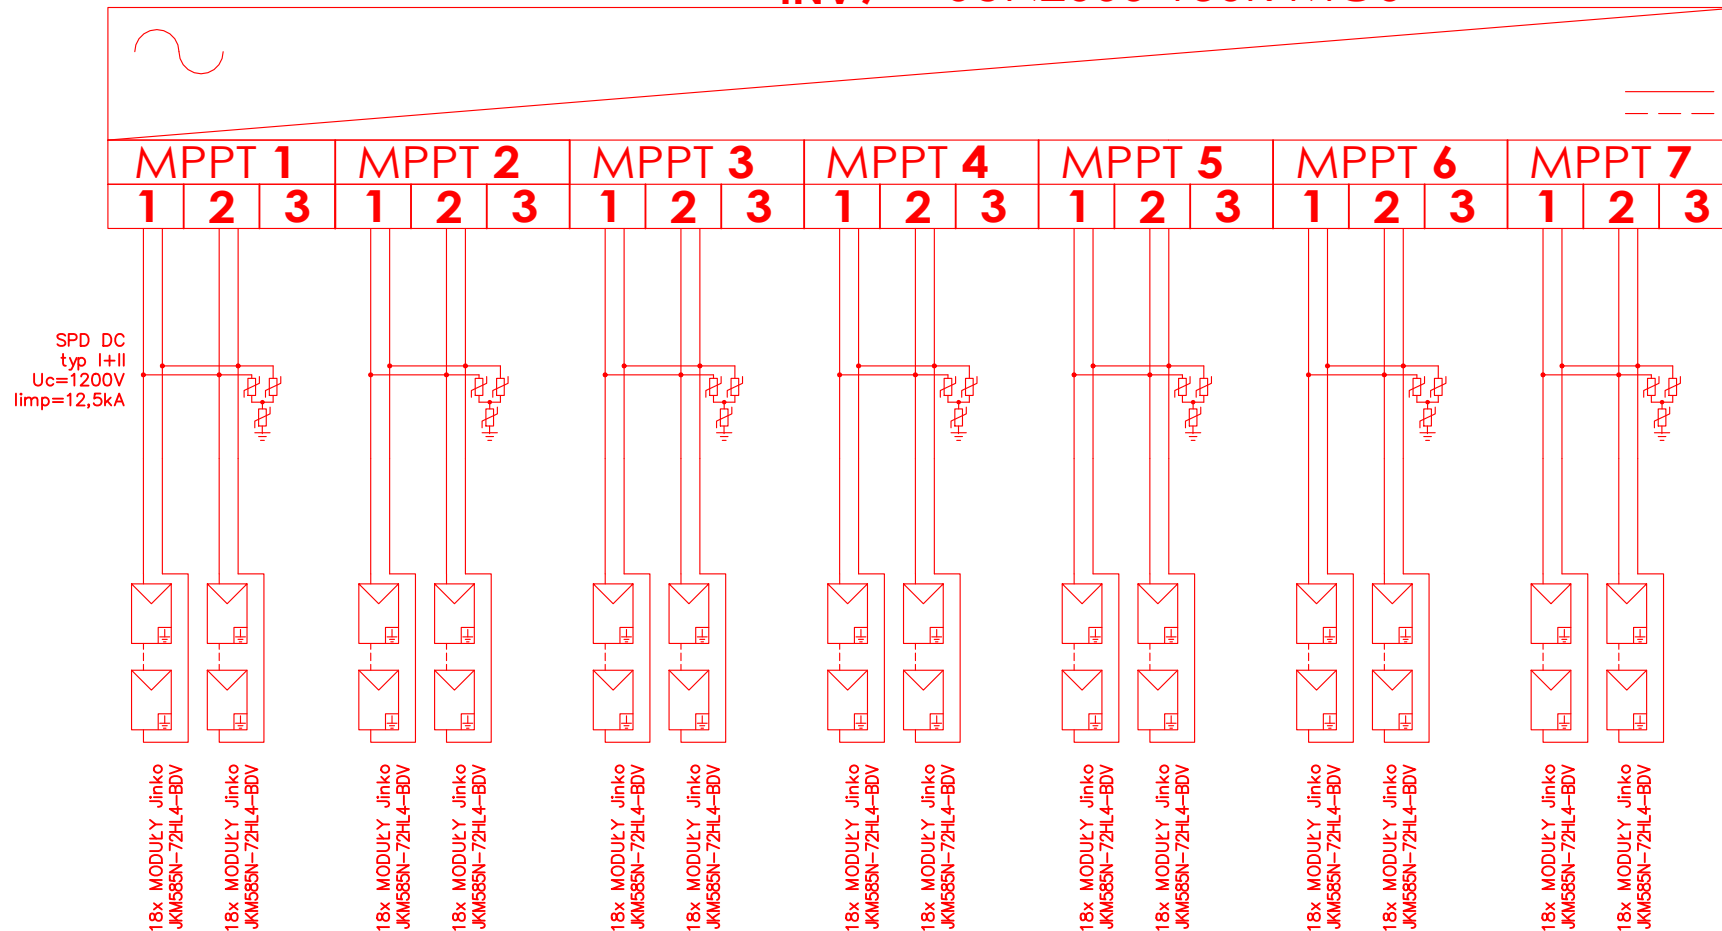 MPPT 1 MPPT 2 MPPT 3 MPPT 4 MPPT 5 MPPT 6 MPPT 7
1 2 3 1 2 3 1 2 3 1 2 3 1 2 3 1 2 3 1 2 3
SPD DC
typ I+II
Uc=1200V
Iimp=12,5kA
18x MODUŁY Jinko
JKM585N-72HL4-BDV
18x MODUŁY Jinko
JKM585N-72HL4-BDV
18x MODUŁY Jinko
JKM585N-72HL4-BDV
18x MODUŁY Jinko
JKM585N-72HL4-BDV
18x MODUŁY Jinko
JKM585N-72HL4-BDV
18x MODUŁY Jinko
JKM585N-72HL4-BDV
18x MODUŁY Jinko
JKM585N-72HL4-BDV
18x MODUŁY Jinko
JKM585N-72HL4-BDV
18x MODUŁY Jinko
JKM585N-72HL4-BDV
18x MODUŁY Jinko
JKM585N-72HL4-BDV
18x MODUŁY Jinko
JKM585N-72HL4-BDV
18x MODUŁY Jinko
JKM585N-72HL4-BDV
18x MODUŁY Jinko
JKM585N-72HL4-BDV
18x MODUŁY Jinko
JKM585N-72HL4-BDV